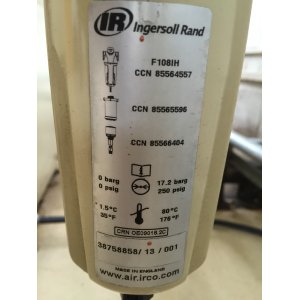 IR Ingersoll Rand
F108IH
CCN 85564557
CCN 85565596
CCN 85566404
0 barg 17.2 barg
0 psig 250 psig
1.5°C 80°C
35°F 176°F
CRN 0E09016.2C
38758858/ 13 / 001
MADE IN ENGLAND
www.air.irco.com